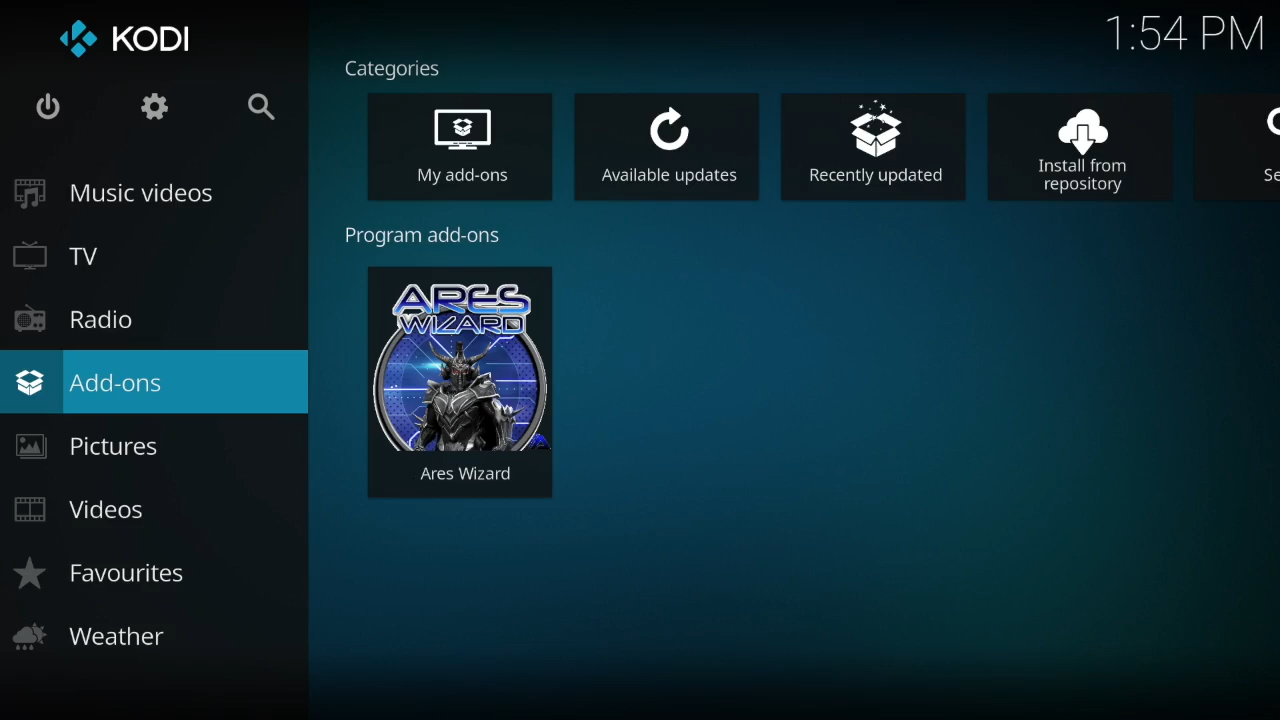 KODI
1:54 PM
Music videos
TV
Radio
Add-ons
Pictures
Videos
Favourites
Weather
Categories
My add-ons
Available updates
Recently updated
Install from
repository
Se
Program add-ons
ARES
WIZARD
Ares Wizard